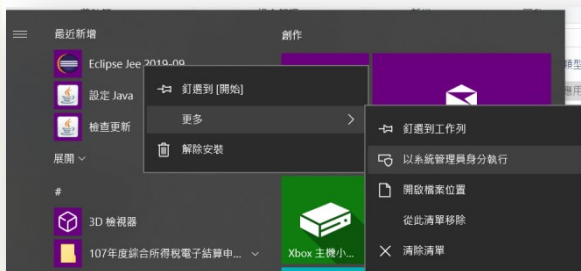 最近新增
創作
Eclipse Jee 2019-09
設定 Java
檢查更新
展開
釘選到 [開始]
更多
解除安裝
釘選到工作列
以系統管理員身分執行
開啟檔案位置
從此清單移除
清除清單
#
3D 檢視器
107年度綜合所得稅電子結算申...
Xbox 主機小...